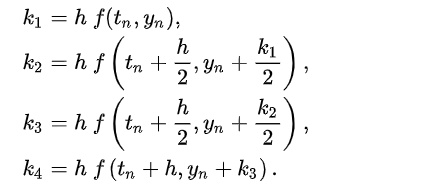 k₁ = h f(tₙ, yₙ),
k₂ = h f(tₙ + h/2, yₙ + k₁/2),
k₃ = h f(tₙ + h/2, yₙ + k₂/2),
k₄ = h f(tₙ + h, yₙ + k₃).